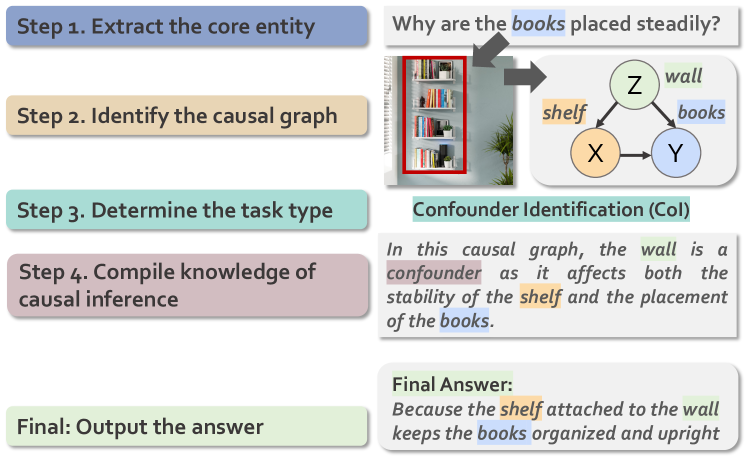 Step 1. Extract the core entity
Why are the books placed steadily?
Step 2. Identify the causal graph
Z
wall
shelf
books
X
Y
Step 3. Determine the task type
Confounder Identification (CoI)
Step 4. Compile knowledge of
causal inference
In this causal graph, the wall is a
confounder as it affects both the
stability of the shelf and the placement
of the books.
Final: Output the answer
Final Answer:
Because the shelf attached to the wall
keeps the books organized and upright